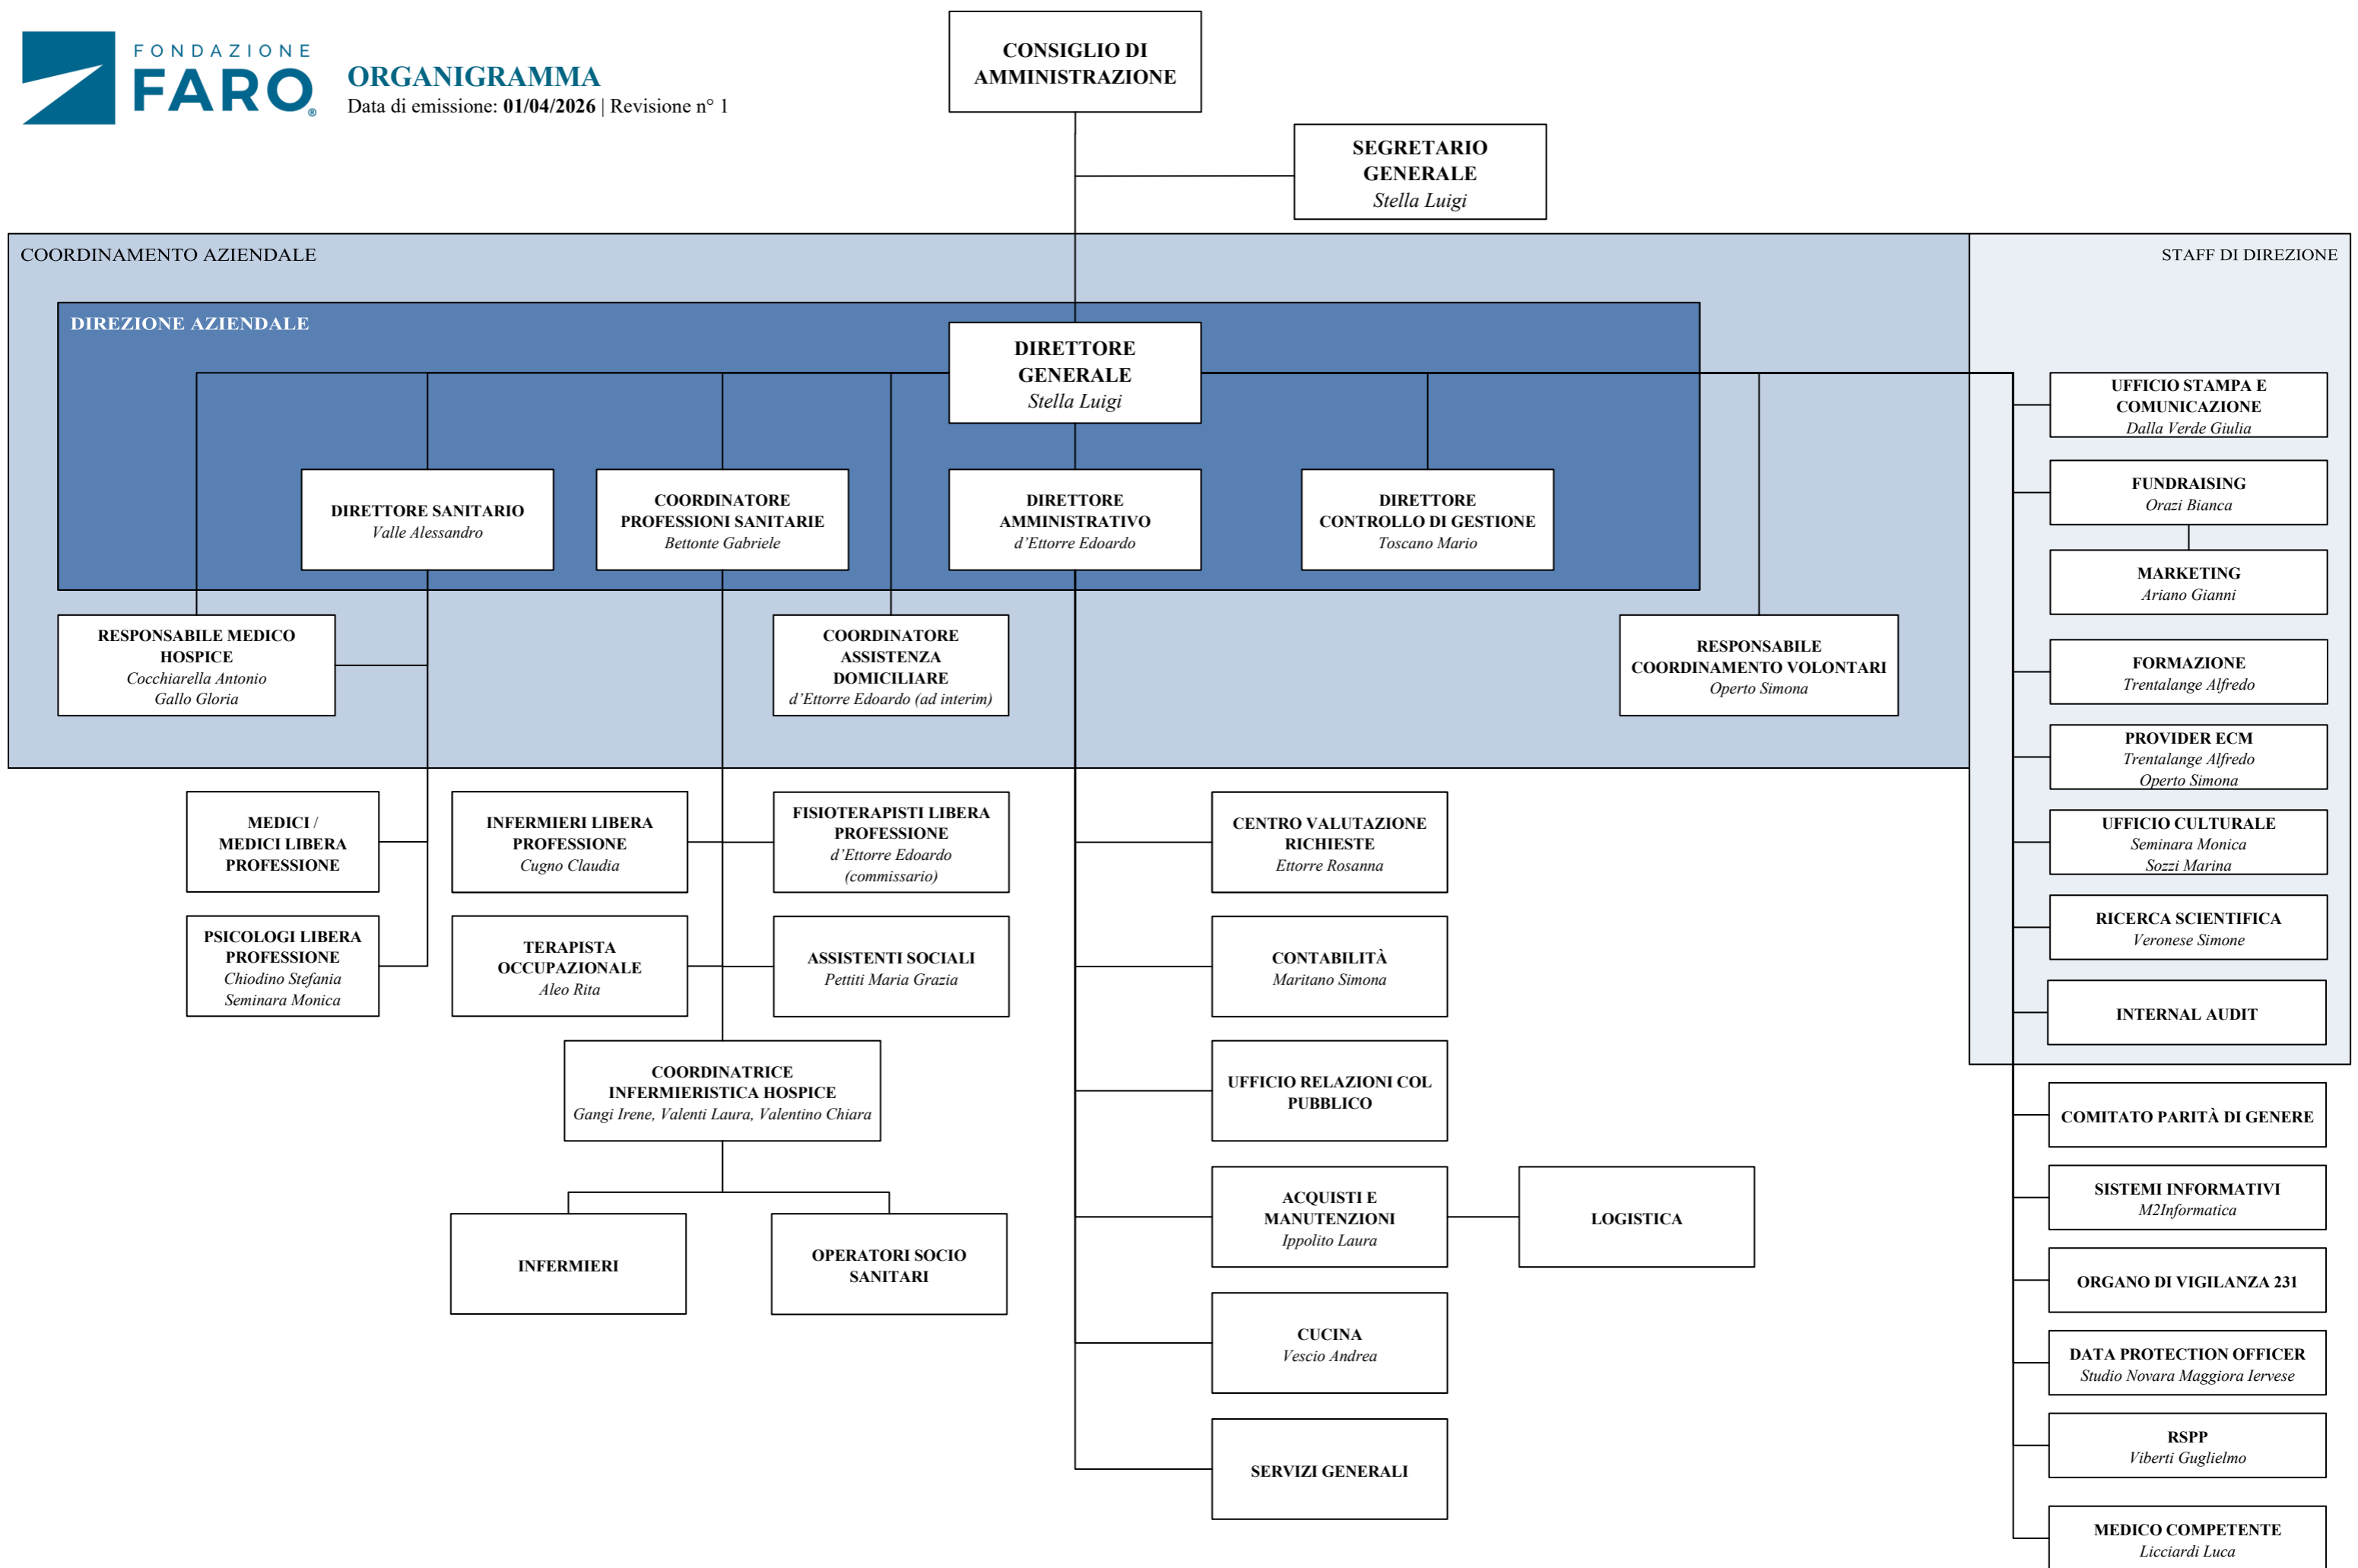 FONDAZIONE
FARO®
ORGANIGRAMMA
Data di emissione: 01/04/2026 | Revisione n° 1
CONSIGLIO DI
AMMINISTRAZIONE
SEGRETARIO
GENERALE
Stella Luigi
COORDINAMENTO AZIENDALE
STAFF DI DIREZIONE
DIREZIONE AZIENDALE
DIRETTORE
GENERALE
Stella Luigi
DIRETTORE SANITARIO
Valle Alessandro
COORDINATORE
PROFESSIONI SANITARIE
Bettonte Gabriele
DIRETTORE
AMMINISTRATIVO
d'Ettorre Edoardo
DIRETTORE
CONTROLLO DI GESTIONE
Toscano Mario
RESPONSABILE MEDICO
HOSPICE
Cocchiarella Antonio
Gallo Gloria
COORDINATORE
ASSISTENZA
DOMICILIARE
d'Ettorre Edoardo (ad interim)
RESPONSABILE
COORDINAMENTO VOLONTARI
Operto Simona
MEDICI /
MEDICI LIBERA
PROFESSIONE
INFERMIERI LIBERA
PROFESSIONE
Cugno Claudia
FISIOTERAPISTI LIBERA
PROFESSIONE
d'Ettorre Edoardo
(commissario)
CENTRO VALUTAZIONE
RICHIESTE
Ettorre Rosanna
PSICOLOGI LIBERA
PROFESSIONE
Chiodino Stefania
Seminara Monica
TERAPISTA
OCCUPAZIONALE
Aleo Rita
ASSISTENTI SOCIALI
Pettiti Maria Grazia
CONTABILITÀ
Maritano Simona
COORDINATRICE
INFERMIERISTICA HOSPICE
Gangi Irene, Valenti Laura, Valentino Chiara
UFFICIO RELAZIONI COL
PUBBLICO
INFERMIERI
OPERATORI SOCIO
SANITARI
ACQUISTI E
MANUTENZIONI
Ippolito Laura
LOGISTICA
CUCINA
Vescio Andrea
SERVIZI GENERALI
UFFICIO STAMPA E
COMUNICAZIONE
Dalla Verde Giulia
FUNDRAISING
Orazi Bianca
MARKETING
Ariano Gianni
FORMAZIONE
Trentalange Alfredo
PROVIDER ECM
Trentalange Alfredo
Operto Simona
UFFICIO CULTURALE
Seminara Monica
Sozzi Marina
RICERCA SCIENTIFICA
Veronese Simone
INTERNAL AUDIT
COMITATO PARITÀ DI GENERE
SISTEMI INFORMATIVI
M2Informatica
ORGANO DI VIGILANZA 231
DATA PROTECTION OFFICER
Studio Novara Maggiora Iervese
RSPP
Viberti Guglielmo
MEDICO COMPETENTE
Licciardi Luca